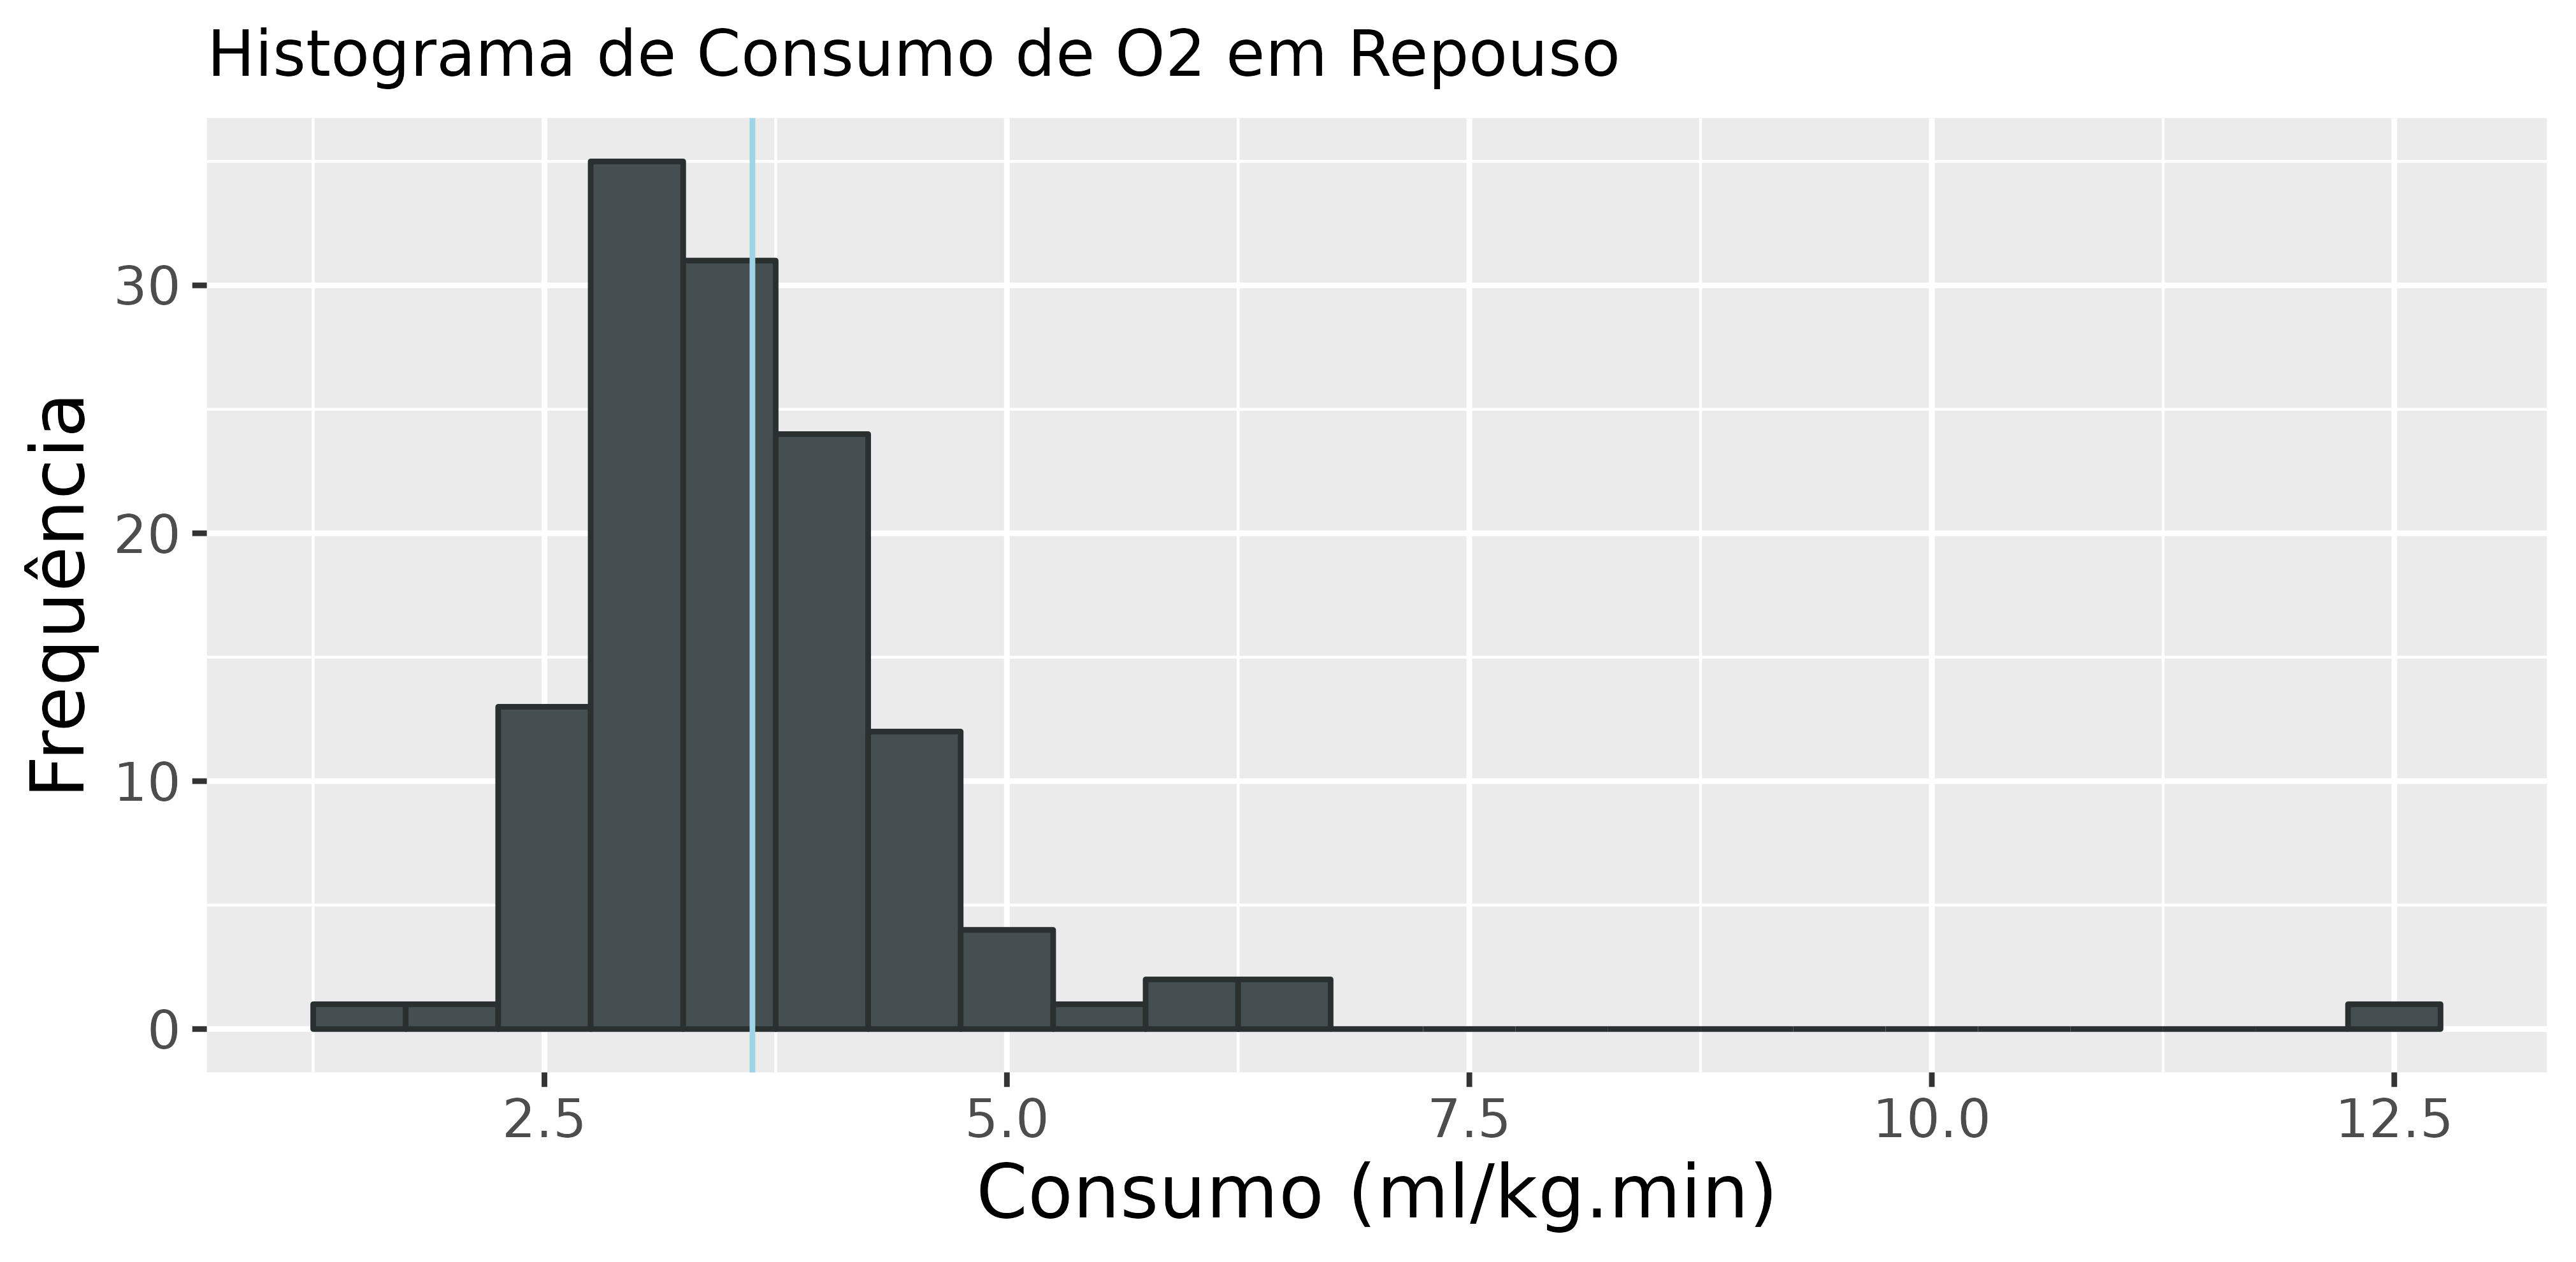 Histograma de Consumo de O2 em Repouso
Frequência
30
20
10
0
2.5 5.0 7.5 10.0 12.5
Consumo (ml/kg.min)